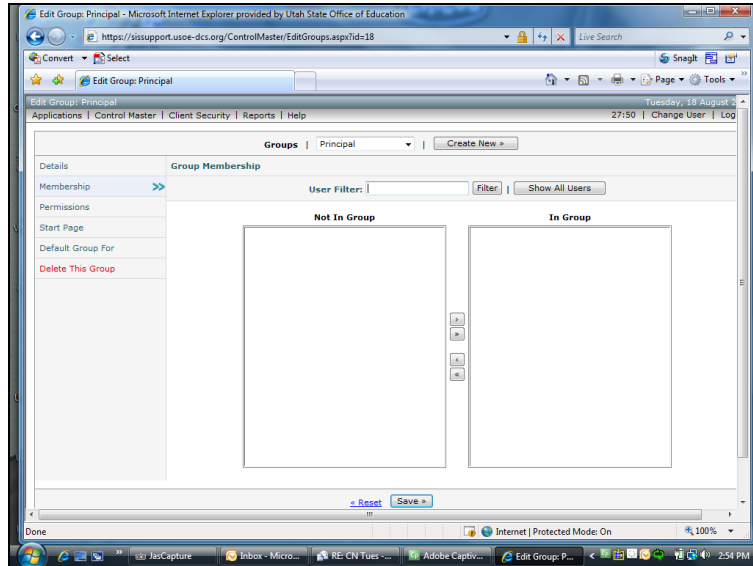 Edit Group: Principal - Microsoft Internet Explorer provided by Utah State Office of Education
https://sissupport.usoe-dcs.org/ControlMaster/EditGroups.aspx?id=18
Live Search
Convert Select
SnagIt
Edit Group: Principal
Page Tools
Edit Group: Principal Tuesday, 18 August 2
Applications | Control Master | Client Security | Reports | Help 27:50 | Change User | Log
Groups | Principal | Create New »
Details
Group Membership
Membership »
User Filter: Filter | Show All Users
Permissions
Start Page
Not In Group In Group
Default Group For
Delete This Group
›
»
‹
«
« Reset Save »
Done Internet | Protected Mode: On 100%
JasCapture Inbox - Micro... RE: CN Tues -... Adobe Captiv... Edit Group: P... 2:54 PM